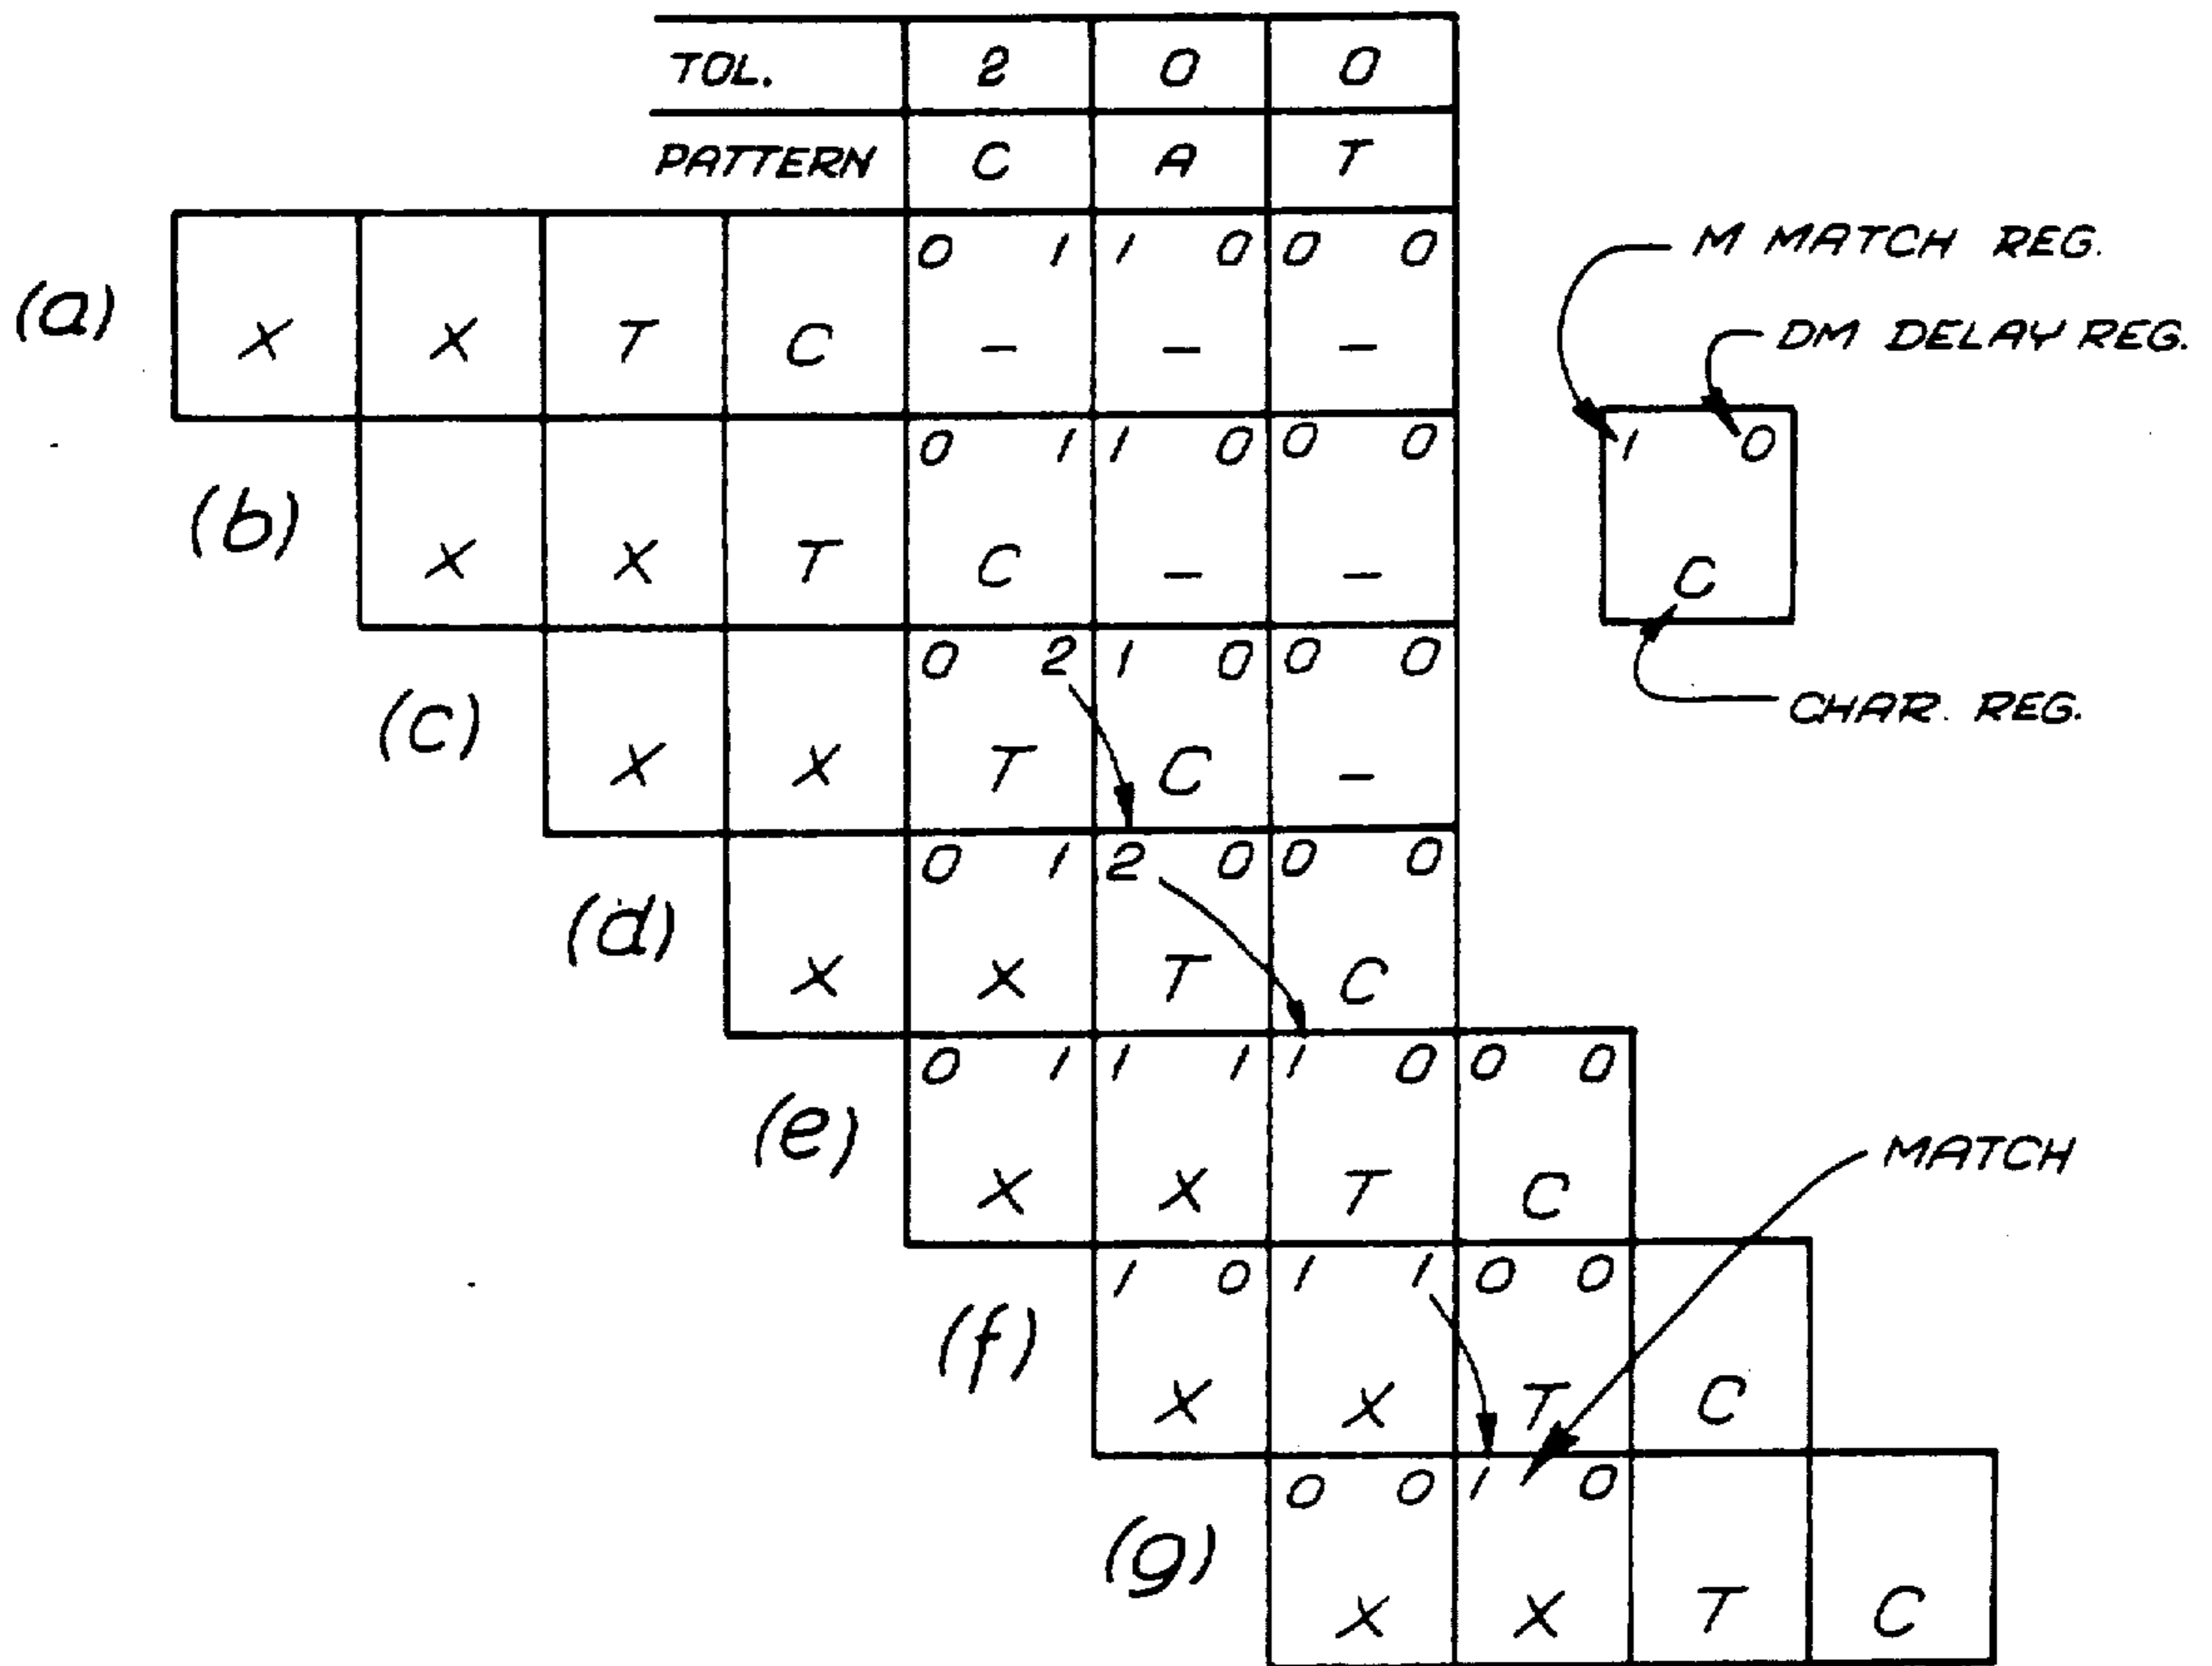 TOL. 2 0 0
PATTERN C A T
(a) 0 1 1 0 0 0
X X T C - - -
M MATCH REG.
DM DELAY REG.
1 0
C
CHAR. REG.
(b) 0 1 1 0 0 0
X X T C - -
(c) 0 2 1 0 0 0
X X T C -
(d) 0 1 2 0 0 0
X X T C
(e) 0 1 1 1 1 0 0 0
X X T C
MATCH
(f) 1 0 1 1 0 0
X X T C
(g) 0 0 1 0
X X T C